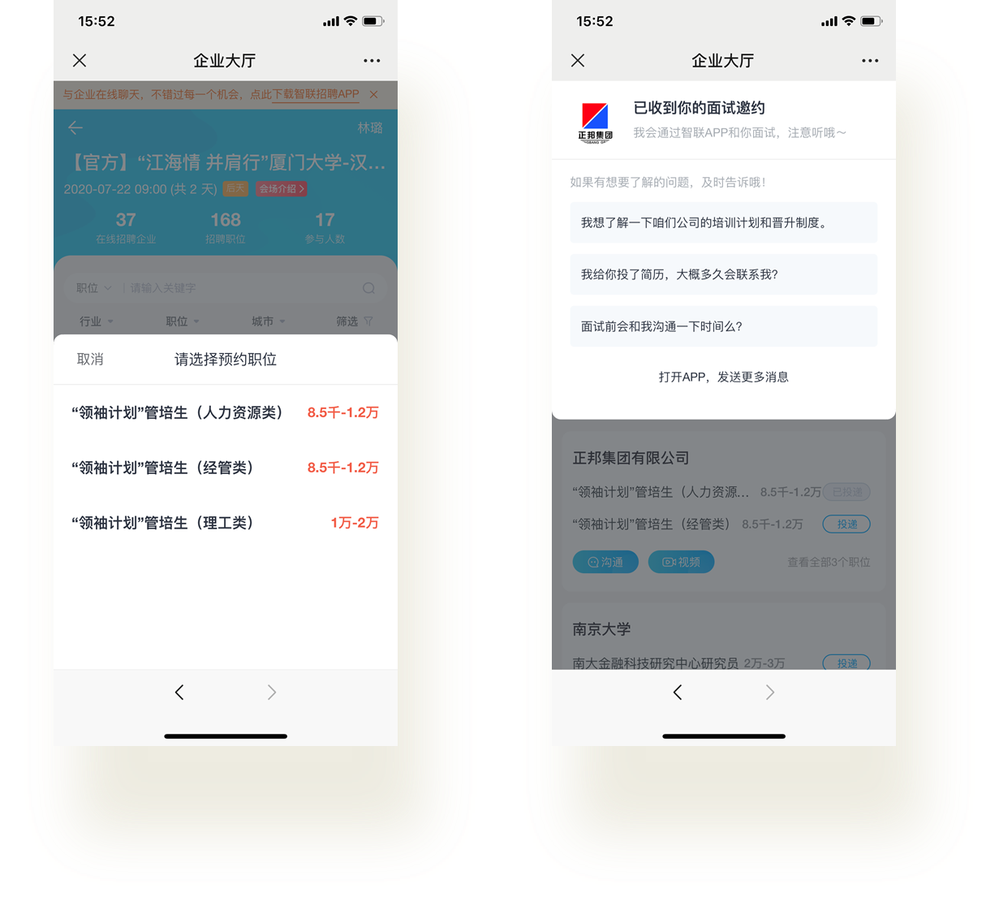 15:52
企业大厅
与企业在线聊天，不错过每一个机会，点此下载智联招聘APP
林璐
【官方】“江海情 并肩行”厦门大学-汉...
2020-07-22 09:00 (共 2 天) 后天 会场介绍
37 168 17
在线招聘企业 招聘职位 参与人数
职位 请输入关键字
行业 职位 城市 筛选
取消 请选择预约职位
“领袖计划”管培生（人力资源类） 8.5千-1.2万
“领袖计划”管培生（经管类） 8.5千-1.2万
“领袖计划”管培生（理工类） 1万-2万
15:52
企业大厅
正邦集团
已收到你的面试邀约
我会通过智联APP和你面试，注意听哦～
如果有想要了解的问题，及时告诉哦！
我想了解一下咱们公司的培训计划和晋升制度。
我给你投了简历，大概多久会联系我？
面试前会和我沟通一下时间么？
打开APP，发送更多消息
正邦集团有限公司
“领袖计划”管培生（人力资源... 8.5千-1.2万 已投递
“领袖计划”管培生（经管类） 8.5千-1.2万 投递
沟通 视频 查看全部3个职位
南京大学
南大金融科技研究中心研究员 2万-3万 投递